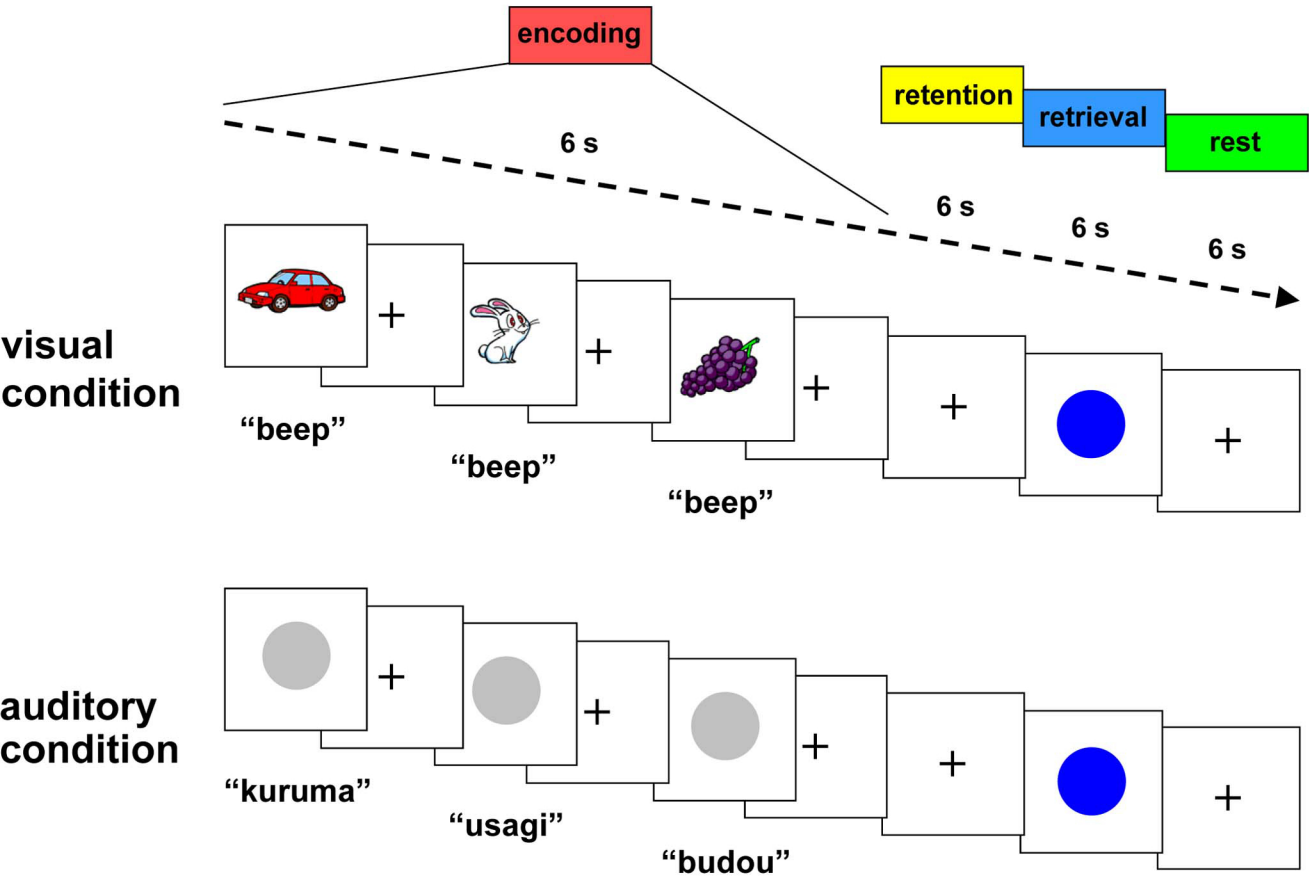 encoding
retention
retrieval
rest
6 s
6 s
6 s
6 s
visual
condition
“beep”
“beep”
“beep”
auditory
condition
“kuruma”
“usagi”
“budou”